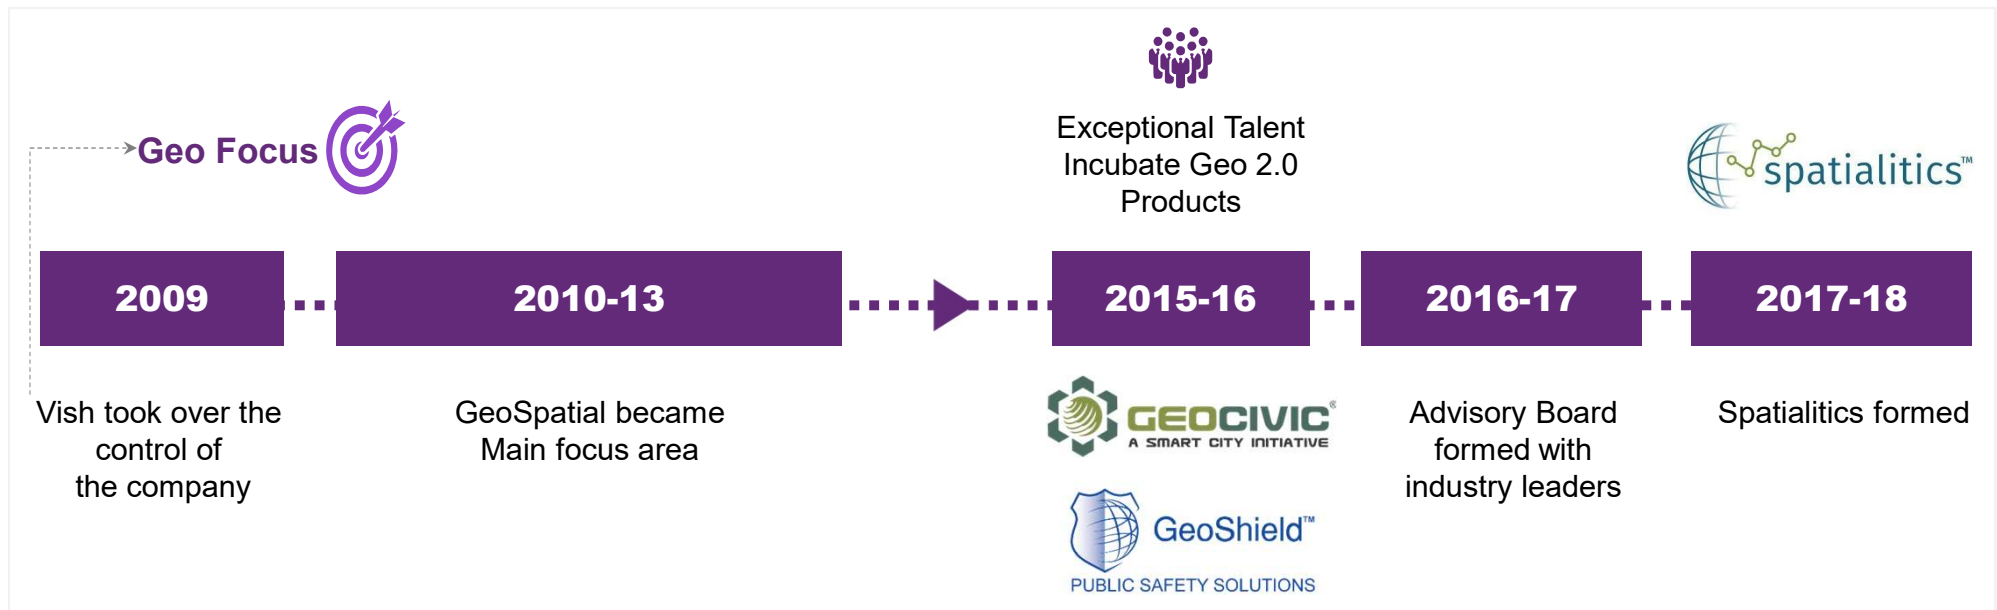 Geo Focus
Exceptional Talent
Incubate Geo 2.0
Products
spatialitics™
2009
2010-13
2015-16
2016-17
2017-18
Vish took over the
control of
the company
GeoSpatial became
Main focus area
GEOCIVIC®
A SMART CITY INITIATIVE
GeoShield™
PUBLIC SAFETY SOLUTIONS
Advisory Board
formed with
industry leaders
Spatialitics formed